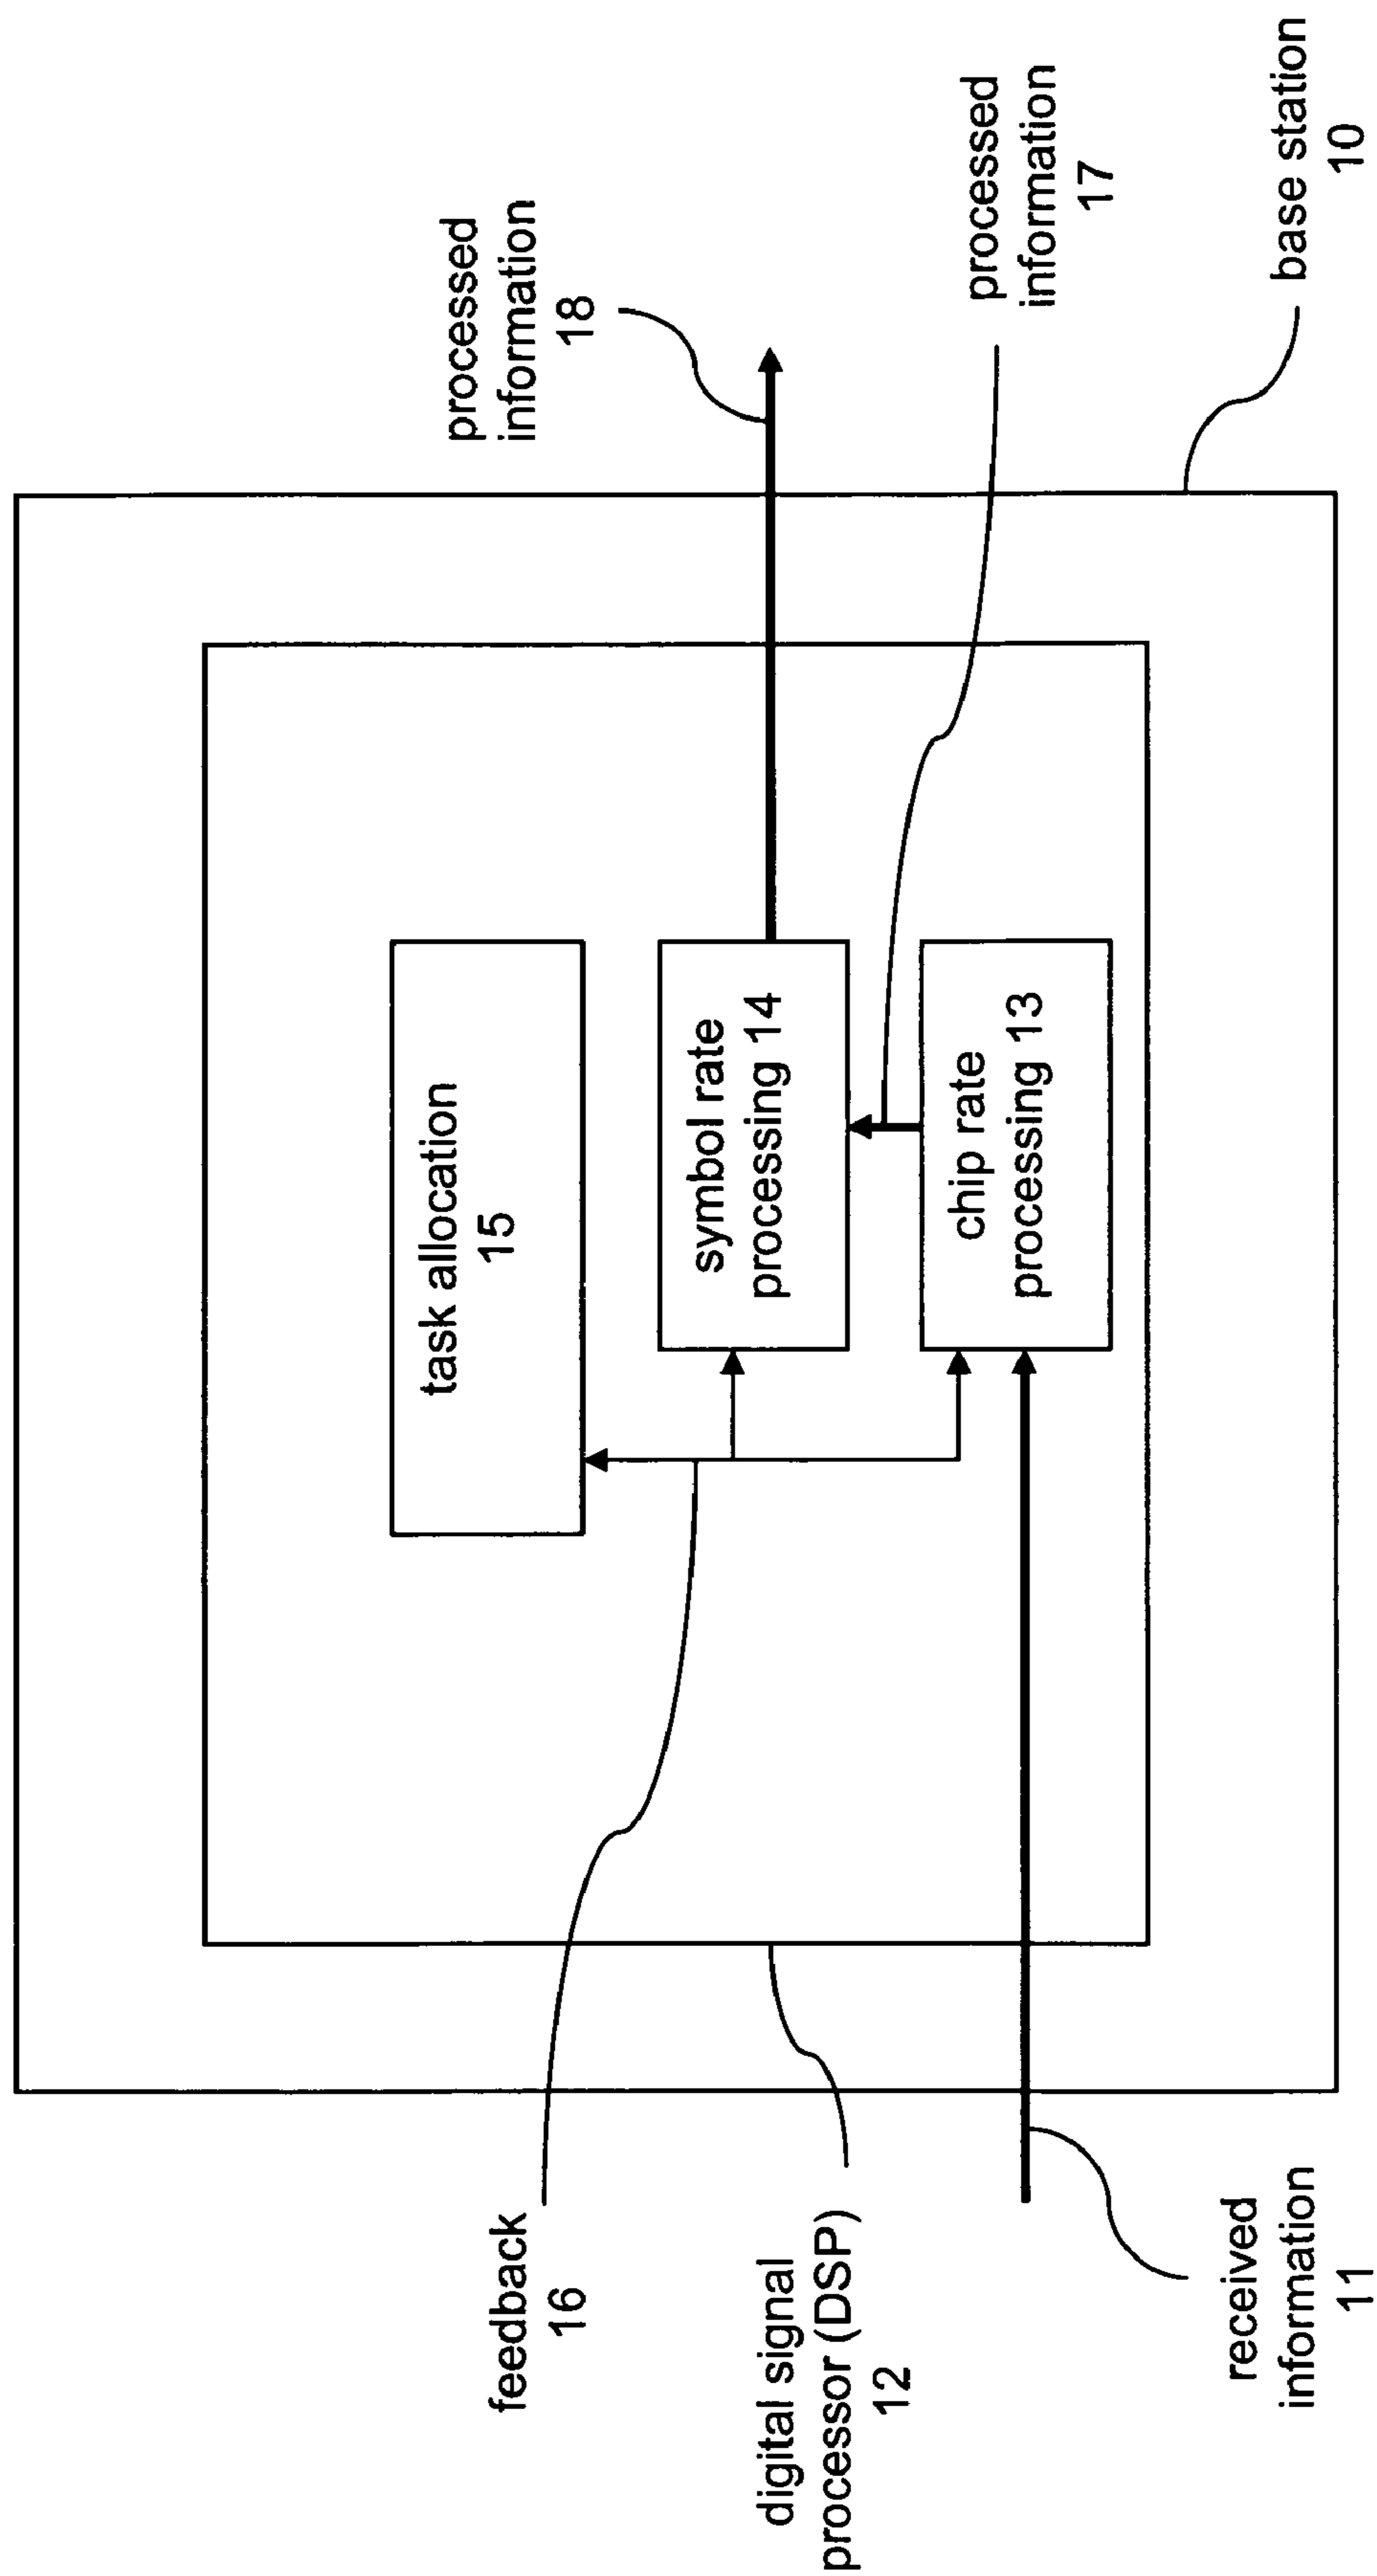 processed
information
18
processed
information
17
base station
10
task allocation
15
symbol rate
processing 14
chip rate
processing 13
feedback
16
digital signal
processor (DSP)
12
received
information
11